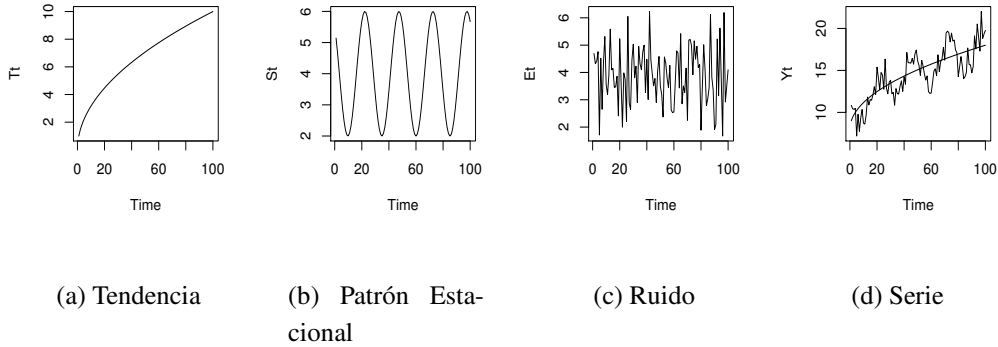 Tt
2 4 6 8 10
0 20 60 100
Time
St
2 3 4 5 6
0 20 60 100
Time
Et
2 3 4 5 6
0 20 60 100
Time
Yt
10 15 20
0 20 60 100
Time
(a) Tendencia
(b) Patrón Esta-
cional
(c) Ruido
(d) Serie